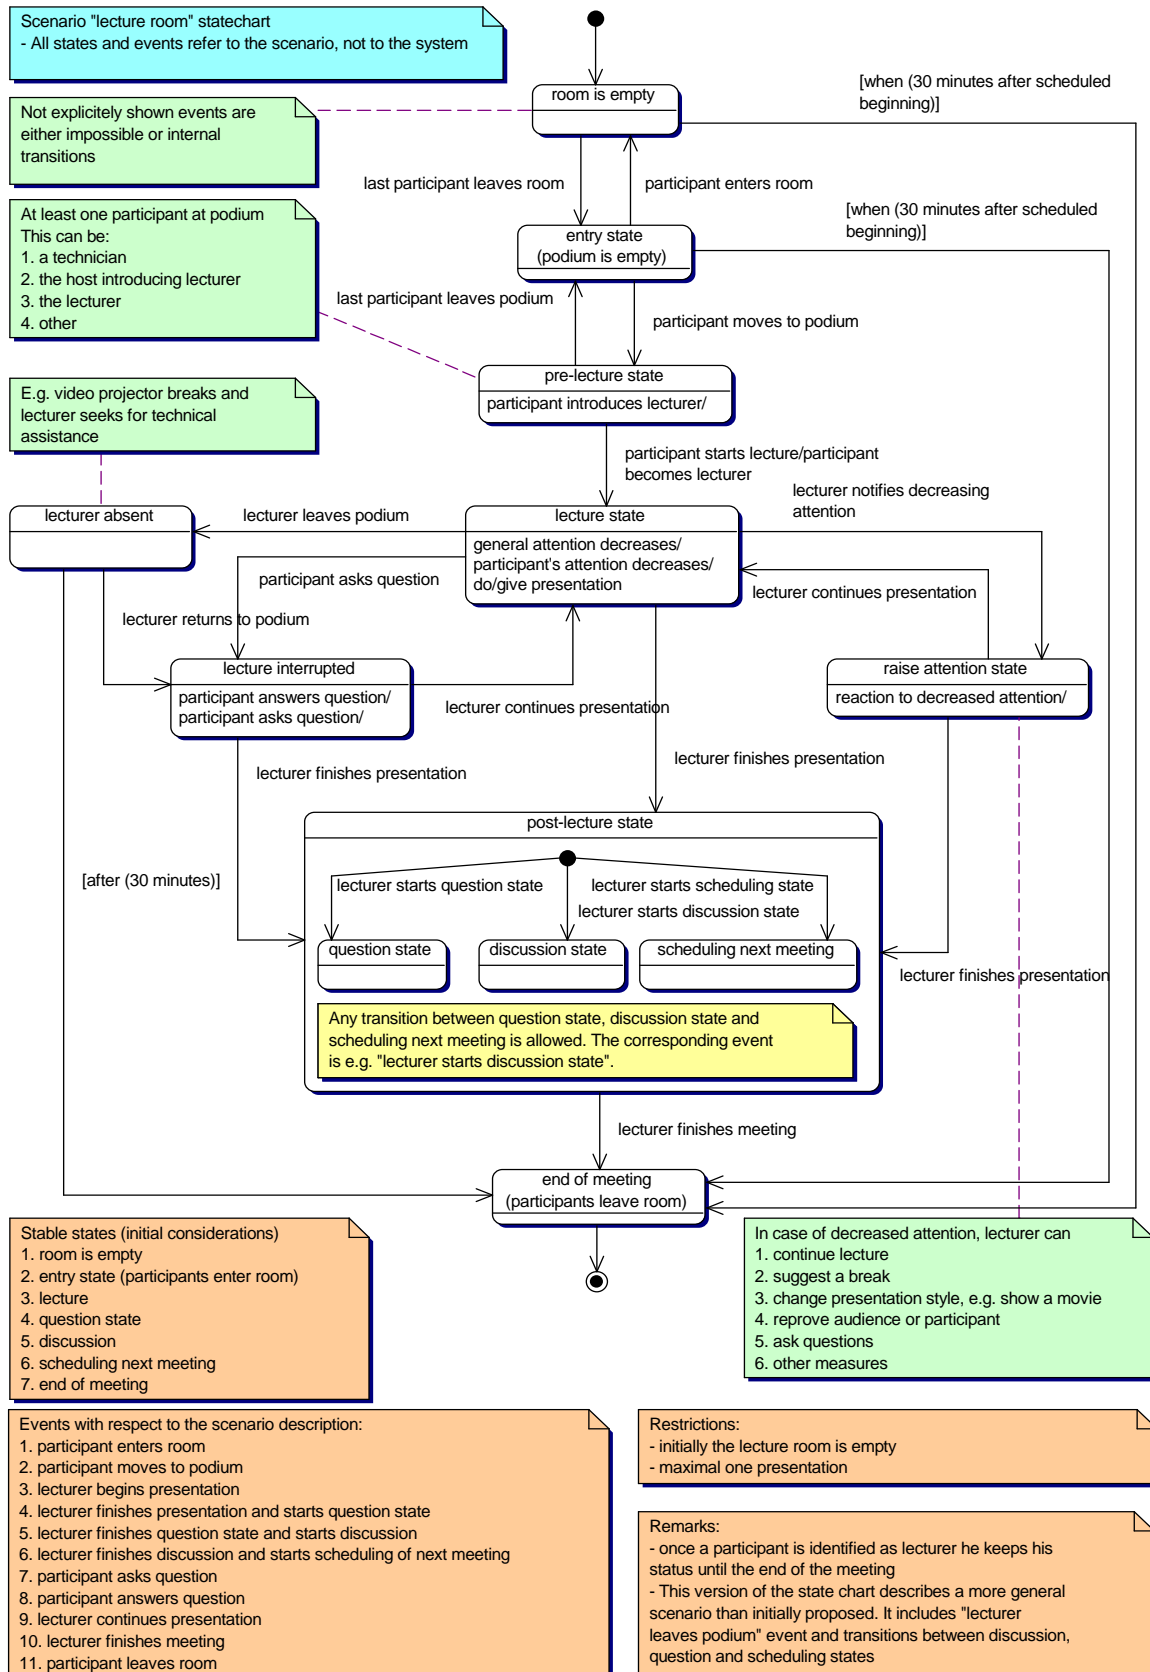 Scenario "lecture room" statechart
- All states and events refer to the scenario, not to the system
[when (30 minutes after scheduled
beginning)]
room is empty
Not explicitely shown events are
either impossible or internal
transitions
last participant leaves room
participant enters room
At least one participant at podium
This can be:
1. a technician
2. the host introducing lecturer
3. the lecturer
4. other
[when (30 minutes after scheduled
beginning)]
entry state
(podium is empty)
last participant leaves podium
participant moves to podium
pre-lecture state
participant introduces lecturer/
E.g. video projector breaks and
lecturer seeks for technical
assistance
participant starts lecture/participant
becomes lecturer
lecturer notifies decreasing
attention
lecturer absent
lecturer leaves podium
lecture state
general attention decreases/
participant's attention decreases/
do/give presentation
participant asks question
lecturer continues presentation
lecturer returns to podium
lecture interrupted
participant answers question/
participant asks question/
raise attention state
reaction to decreased attention/
lecturer continues presentation
lecturer finishes presentation
lecturer finishes presentation
post-lecture state
[after (30 minutes)]
lecturer starts question state
lecturer starts scheduling state
lecturer starts discussion state
question state
discussion state
scheduling next meeting
lecturer finishes presentation
Any transition between question state, discussion state and
scheduling next meeting is allowed. The corresponding event
is e.g. "lecturer starts discussion state".
lecturer finishes meeting
end of meeting
(participants leave room)
Stable states (initial considerations)
1. room is empty
2. entry state (participants enter room)
3. lecture
4. question state
5. discussion
6. scheduling next meeting
7. end of meeting
In case of decreased attention, lecturer can
1. continue lecture
2. suggest a break
3. change presentation style, e.g. show a movie
4. reprove audience or participant
5. ask questions
6. other measures
Events with respect to the scenario description:
1. participant enters room
2. participant moves to podium
3. lecturer begins presentation
4. lecturer finishes presentation and starts question state
5. lecturer finishes question state and starts discussion
6. lecturer finishes discussion and starts scheduling of next meeting
7. participant asks question
8. participant answers question
9. lecturer continues presentation
10. lecturer finishes meeting
11. participant leaves room
Restrictions:
- initially the lecture room is empty
- maximal one presentation
Remarks:
- once a participant is identified as lecturer he keeps his
status until the end of the meeting
- This version of the state chart describes a more general
scenario than initially proposed. It includes "lecturer
leaves podium" event and transitions between discussion,
question and scheduling states